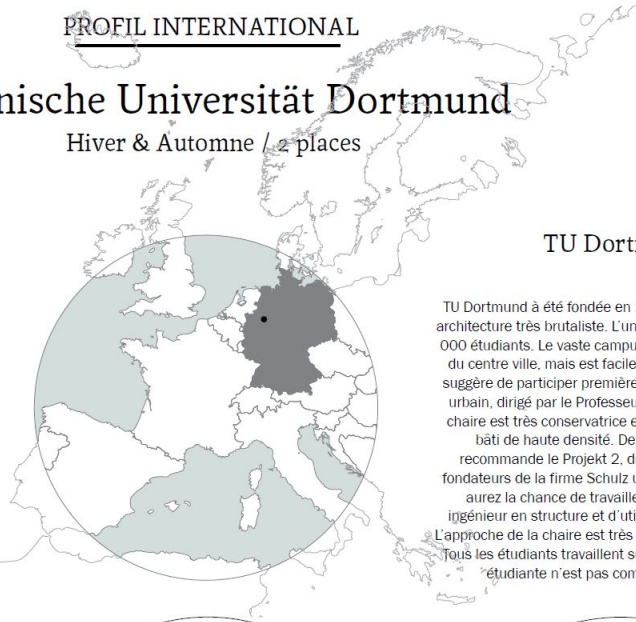 PROFIL INTERNATIONAL
nische Universität Dortmund
Hiver & Automne / 2 places
TU Dort
TU Dortmund à été fondée en
architecture très brutaliste. L'un
000 étudiants. Le vaste campu
du centre ville, mais est facile
suggère de participer première
urbain, dirigé par le Professeu
chaire est très conservatrice e
bâti de haute densité. De
recommande le Projekt 2, d
fondateurs de la firme Schulz u
aurez la chance de travaille
ingénieur en structure et d'uti
L'approche de la chaire est très
Tous les étudiants travaillent s
étudiante n'est pas com